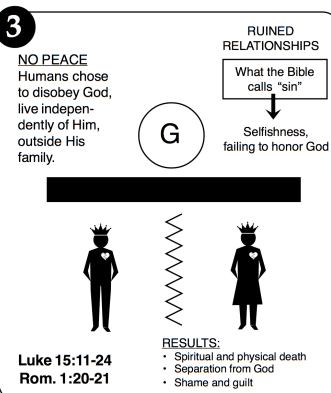 3
NO PEACE
Humans chose
to disobey God,
live indepen-
dently of Him,
outside His
family.
RUINED
RELATIONSHIPS
What the Bible
calls “sin”
Selfishness,
failing to honor God
G
Luke 15:11-24
Rom. 1:20-21
RESULTS:
• Spiritual and physical death
• Separation from God
• Shame and guilt